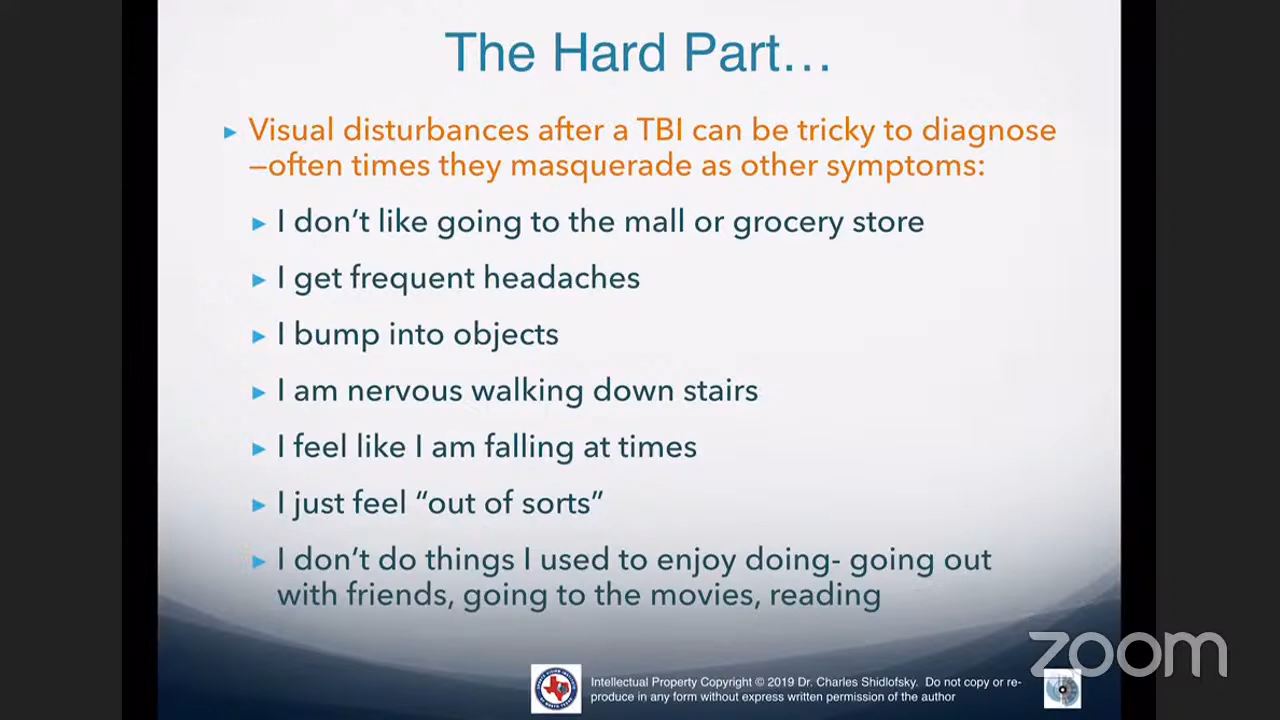 The Hard Part…
▸ Visual disturbances after a TBI can be tricky to diagnose
—often times they masquerade as other symptoms:
▸ I don’t like going to the mall or grocery store
▸ I get frequent headaches
▸ I bump into objects
▸ I am nervous walking down stairs
▸ I feel like I am falling at times
▸ I just feel “out of sorts”
▸ I don’t do things I used to enjoy doing- going out
with friends, going to the movies, reading
zoom
Intellectual Property Copyright © 2019 Dr. Charles Shidlofsky. Do not copy or re-
produce in any form without express written permission of the author